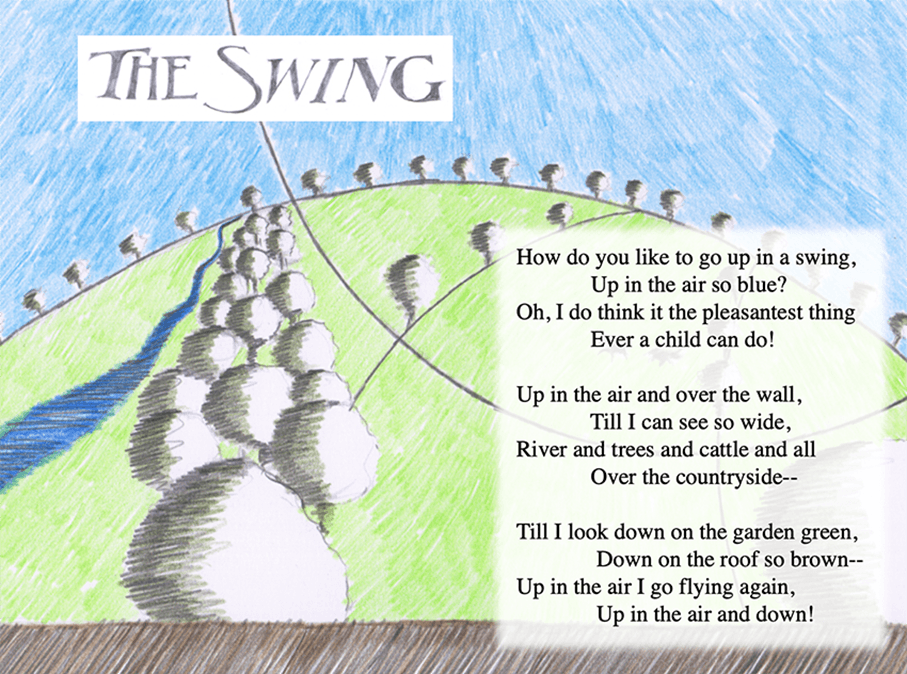 THE SWING
How do you like to go up in a swing,
Up in the air so blue?
Oh, I do think it the pleasantest thing
Ever a child can do!
Up in the air and over the wall,
Till I can see so wide,
River and trees and cattle and all
Over the countryside--
Till I look down on the garden green,
Down on the roof so brown--
Up in the air I go flying again,
Up in the air and down!